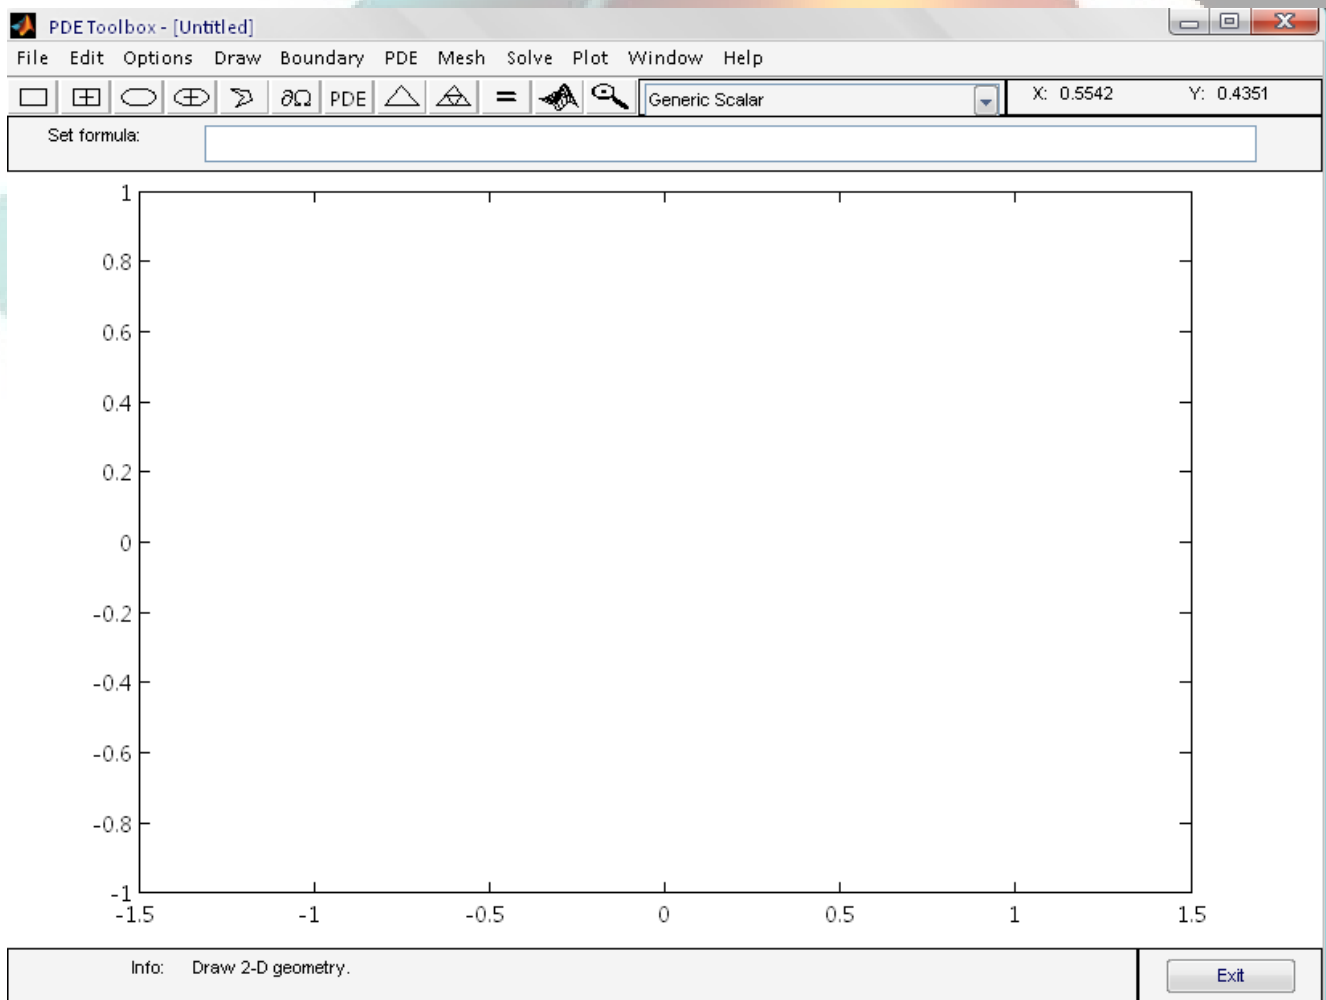 PDE Toolbox - [Untitled]
File Edit Options Draw Boundary PDE Mesh Solve Plot Window Help
∂Ω PDE = Generic Scalar X: 0.5542 Y: 0.4351
Set formula:
1
0.8
0.6
0.4
0.2
0
-0.2
-0.4
-0.6
-0.8
-1
-1.5 -1 -0.5 0 0.5 1 1.5
Info: Draw 2-D geometry.
Exit